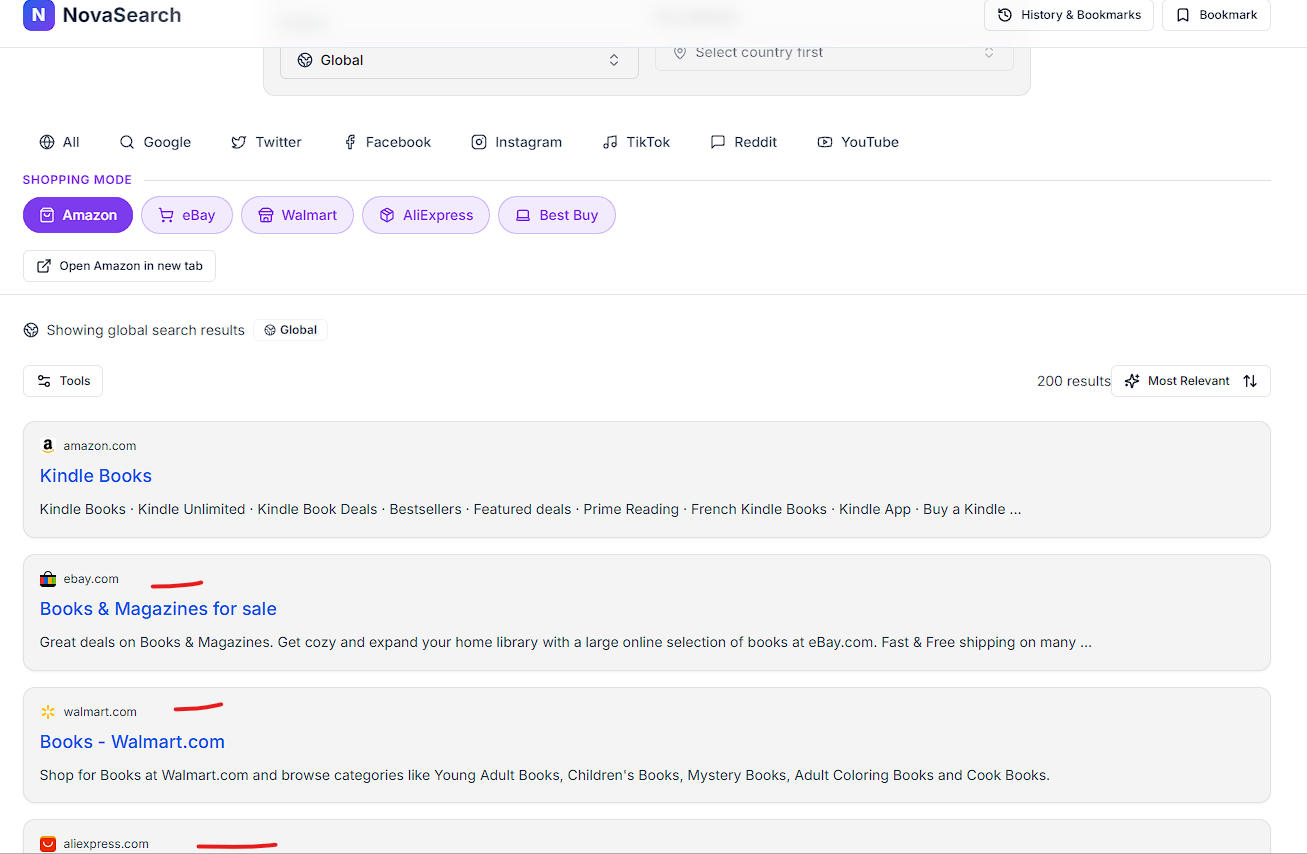 NovaSearch
History & Bookmarks
Bookmark
Global
Select country first
All
Google
Twitter
Facebook
Instagram
TikTok
Reddit
YouTube
SHOPPING MODE
Amazon
eBay
Walmart
AliExpress
Best Buy
Open Amazon in new tab
Showing global search results
Global
Tools
200 results
Most Relevant
amazon.com
Kindle Books
Kindle Books · Kindle Unlimited · Kindle Book Deals · Bestsellers · Featured deals · Prime Reading · French Kindle Books · Kindle App · Buy a Kindle ...
ebay.com
Books & Magazines for sale
Great deals on Books & Magazines. Get cozy and expand your home library with a large online selection of books at eBay.com. Fast & Free shipping on many ...
walmart.com
Books - Walmart.com
Shop for Books at Walmart.com and browse categories like Young Adult Books, Children's Books, Mystery Books, Adult Coloring Books and Cook Books.
aliexpress.com